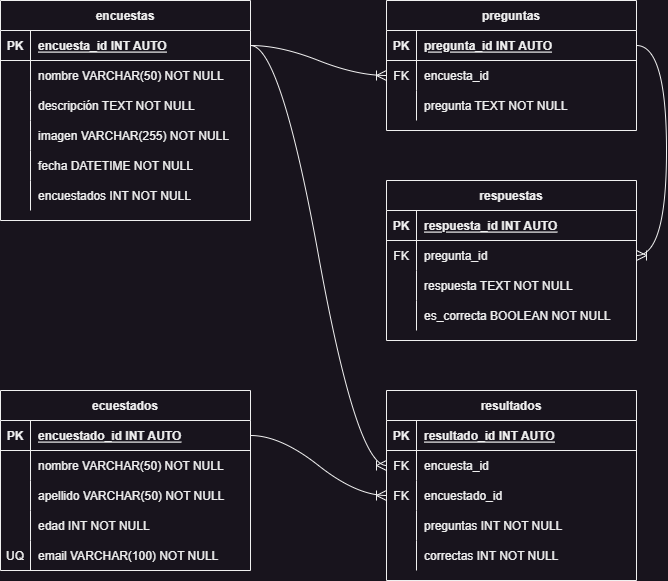 encuestas
PK encuesta_id INT AUTO
nombre VARCHAR(50) NOT NULL
descripción TEXT NOT NULL
imagen VARCHAR(255) NOT NULL
fecha DATETIME NOT NULL
encuestados INT NOT NULL
preguntas
PK pregunta_id INT AUTO
FK encuesta_id
pregunta TEXT NOT NULL
respuestas
PK respuesta_id INT AUTO
FK pregunta_id
respuesta TEXT NOT NULL
es_correcta BOOLEAN NOT NULL
ecuestados
PK encuestado_id INT AUTO
nombre VARCHAR(50) NOT NULL
apellido VARCHAR(50) NOT NULL
edad INT NOT NULL
UQ email VARCHAR(100) NOT NULL
resultados
PK resultado_id INT AUTO
FK encuesta_id
FK encuestado_id
preguntas INT NOT NULL
correctas INT NOT NULL